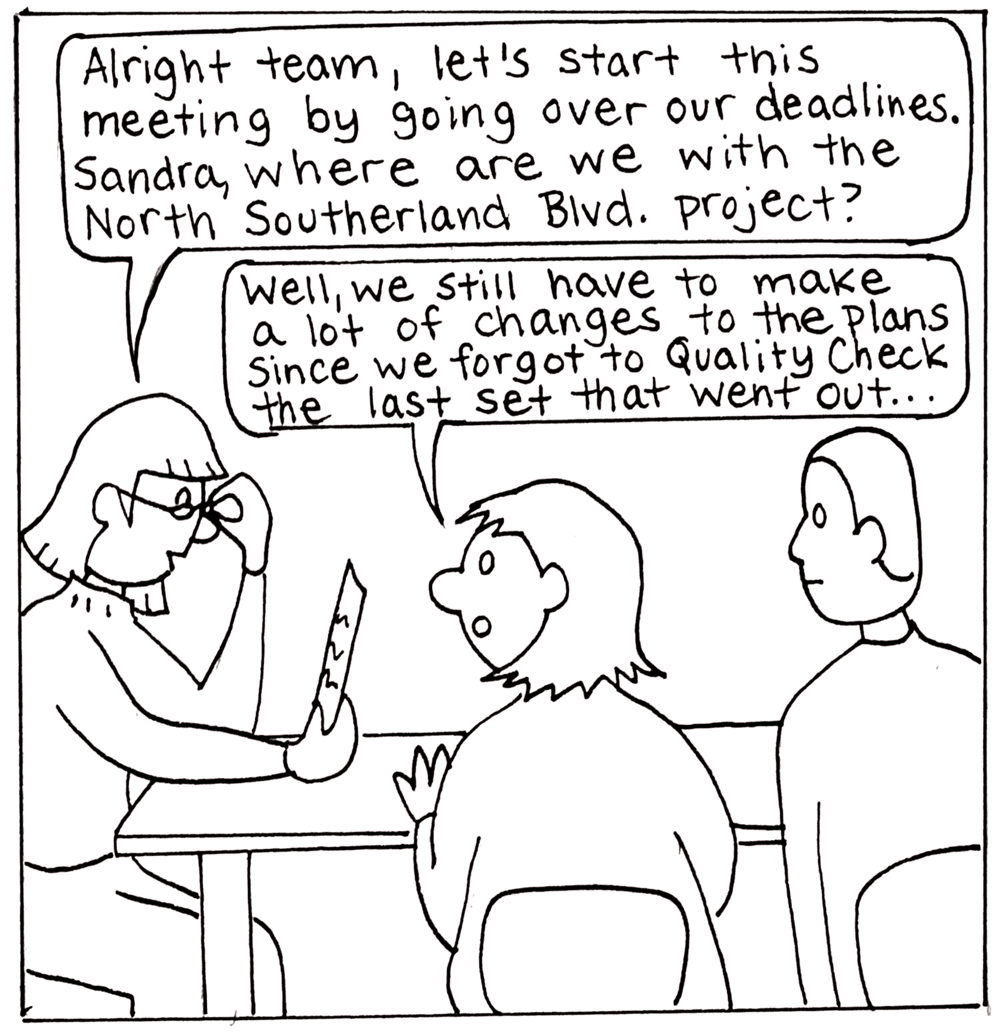 Alright team, let's start this
meeting by going over our deadlines.
Sandra, where are we with the
North Southerland Blvd. project?
Well, we still have to make
a lot of changes to the plans
since we forgot to Quality Check
the last set that went out...